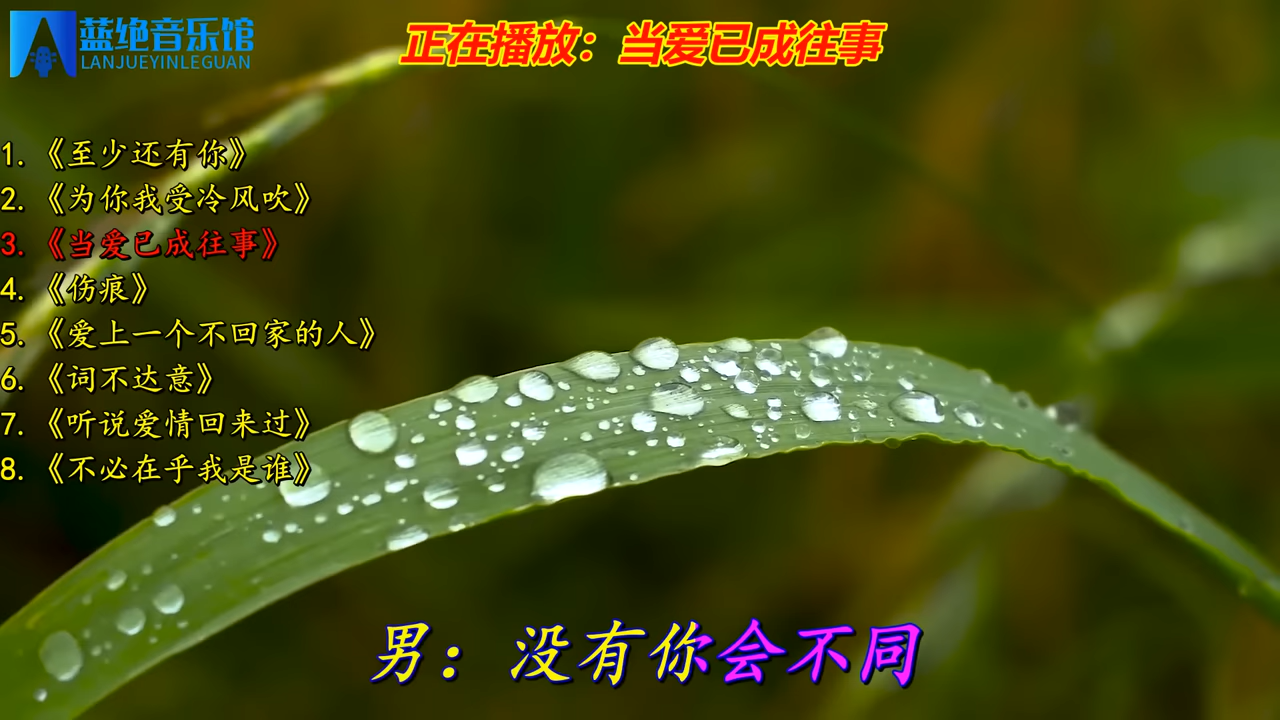 蓝绝音乐馆
LANJUEYINLEGUAN
正在播放：当爱已成往事
1.《至少还有你》
2.《为你我受冷风吹》
3.《当爱已成往事》
4.《伤痕》
5.《爱上一个不回家的人》
6.《词不达意》
7.《听说爱情回来过》
8.《不必在乎我是谁》
男：没有你会不同